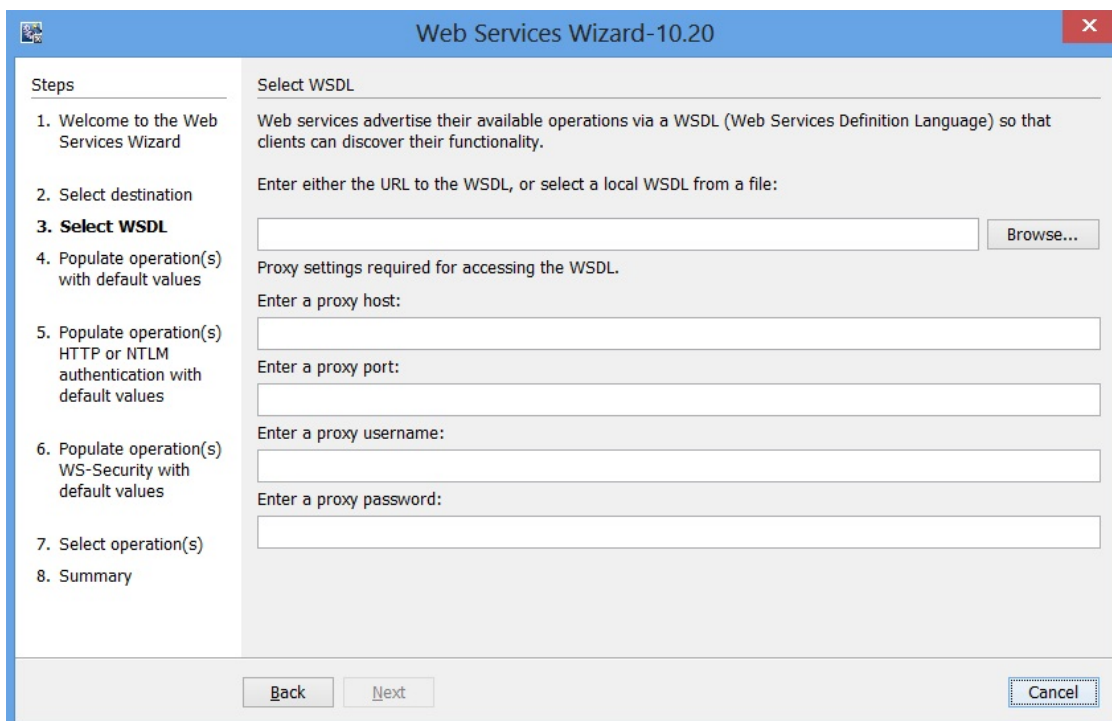 Web Services Wizard-10.20
Steps
1. Welcome to the Web
Services Wizard
2. Select destination
3. Select WSDL
4. Populate operation(s)
with default values
5. Populate operation(s)
HTTP or NTLM
authentication with
default values
6. Populate operation(s)
WS-Security with
default values
7. Select operation(s)
8. Summary
Select WSDL
Web services advertise their available operations via a WSDL (Web Services Definition Language) so that
clients can discover their functionality.
Enter either the URL to the WSDL, or select a local WSDL from a file:
Browse...
Proxy settings required for accessing the WSDL.
Enter a proxy host:
Enter a proxy port:
Enter a proxy username:
Enter a proxy password:
Back
Next
Cancel